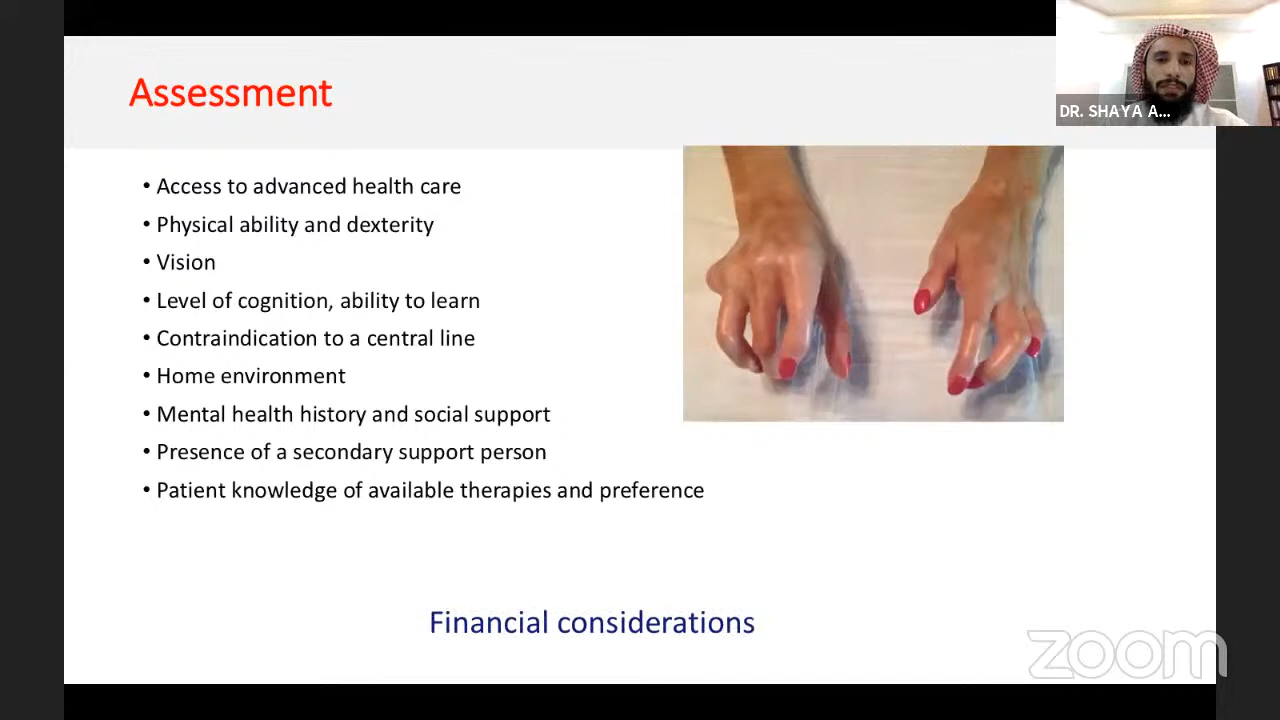 Assessment
DR. SHAYA A...
• Access to advanced health care
• Physical ability and dexterity
• Vision
• Level of cognition, ability to learn
• Contraindication to a central line
• Home environment
• Mental health history and social support
• Presence of a secondary support person
• Patient knowledge of available therapies and preference
Financial considerations
zoom